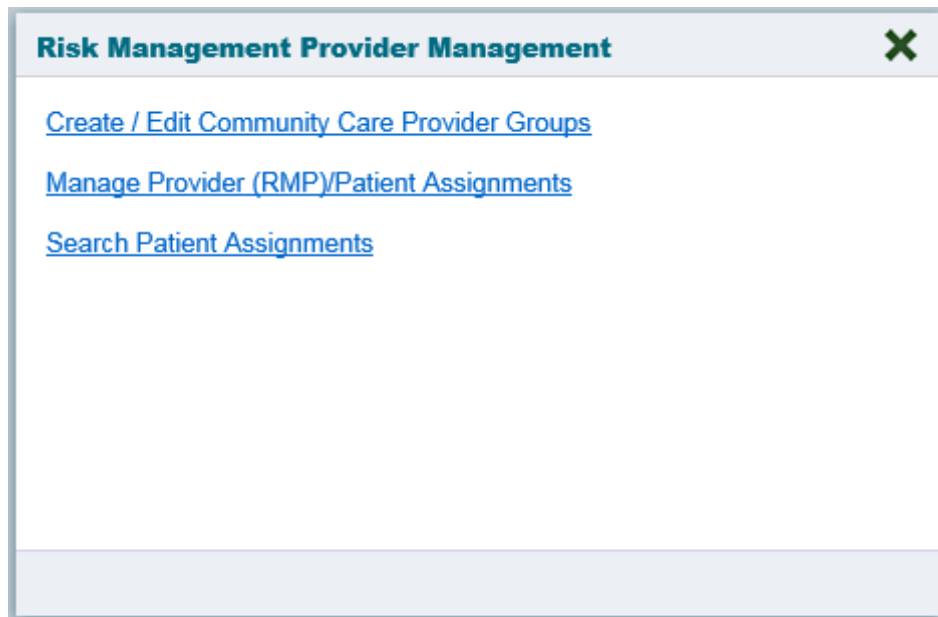 Risk Management Provider Management
Create / Edit Community Care Provider Groups
Manage Provider (RMP)/Patient Assignments
Search Patient Assignments